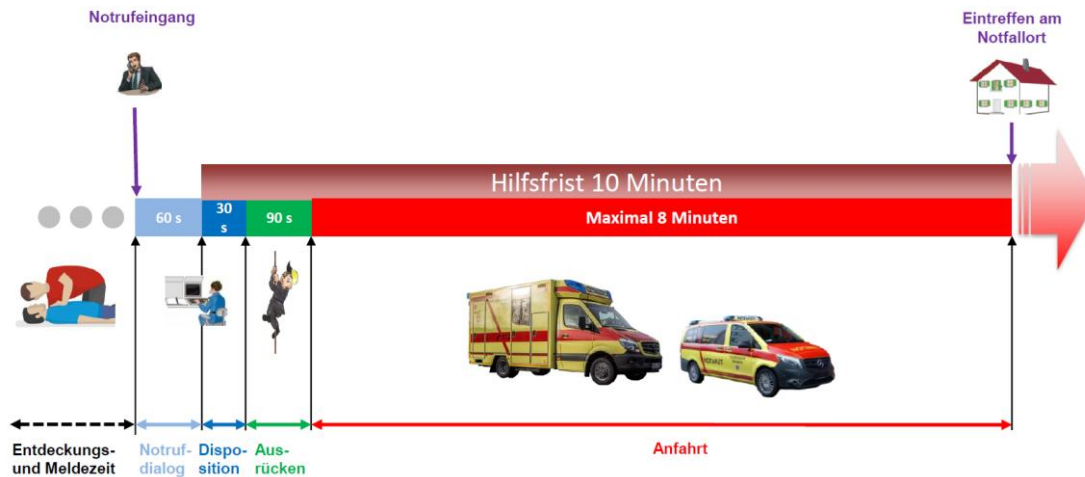 Notrufeingang
Eintreffen am
Notfallort
Hilfsfrist 10 Minuten
60 s
30
s
90 s
Maximal 8 Minuten
Entdeckungs-
und Meldezeit
Notruf-
dialog
Dispo-
sition
Aus-
rücken
Anfahrt